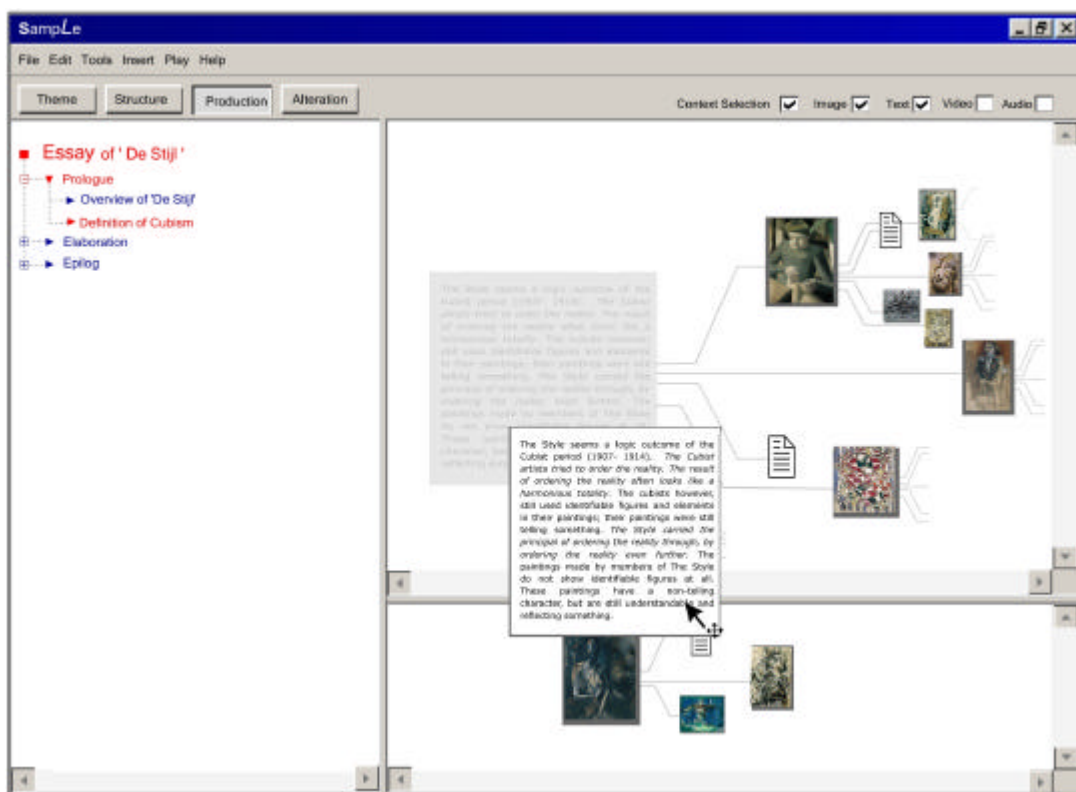 SampLe
File Edit Tools Insert Play Help
Theme Structure Production Alteration
Context Selection Image Text Video Audio
Essay of ' De Stijl '
Prologue
Overview of 'De Stijl'
Definition of Cubism
Elaboration
Epilog
The Style seems a logic outcome of the
Cubist period (1907- 1914). The Cubist
artists tried to order the reality. The result
of ordering the reality often looks like a
harmonious totality. The cubists however,
still used identifiable figures and elements
in their paintings; their paintings were still
telling something. The Style carried the
principal of ordering the reality through, by
ordering the reality even further. The
paintings made by members of The Style
do not show identifiable figures at all.
These paintings have a non-telling
character, but are still understandable and
reflecting something.